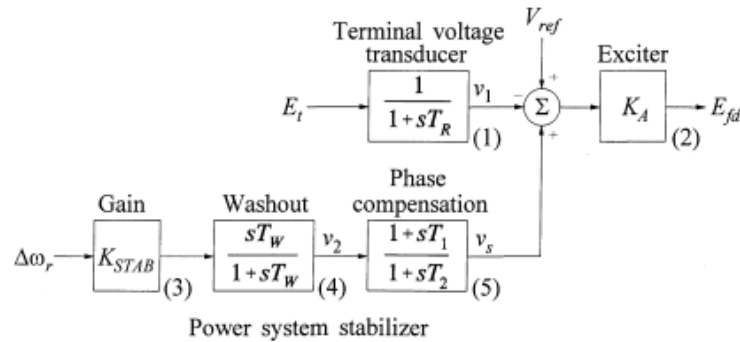 Terminal voltage
transducer
V_ref
Exciter
E_t
1
1+sT_R
v_1
(1)
−
+
Σ
+
K_A
(2)
E_fd
Gain
Washout
Phase
compensation
Δω_r
K_STAB
(3)
sT_W
1+sT_W
v_2
(4)
1+sT_1
1+sT_2
v_s
(5)
Power system stabilizer